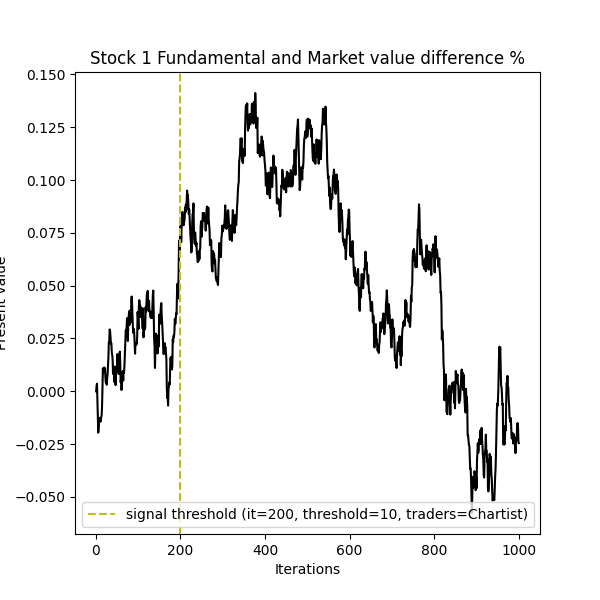 Stock 1 Fundamental and Market value difference %
0.150
0.125
0.100
0.075
0.050
0.025
0.000
−0.025
−0.050
Present value
signal threshold (it=200, threshold=10, traders=Chartist)
0 200 400 600 800 1000
Iterations